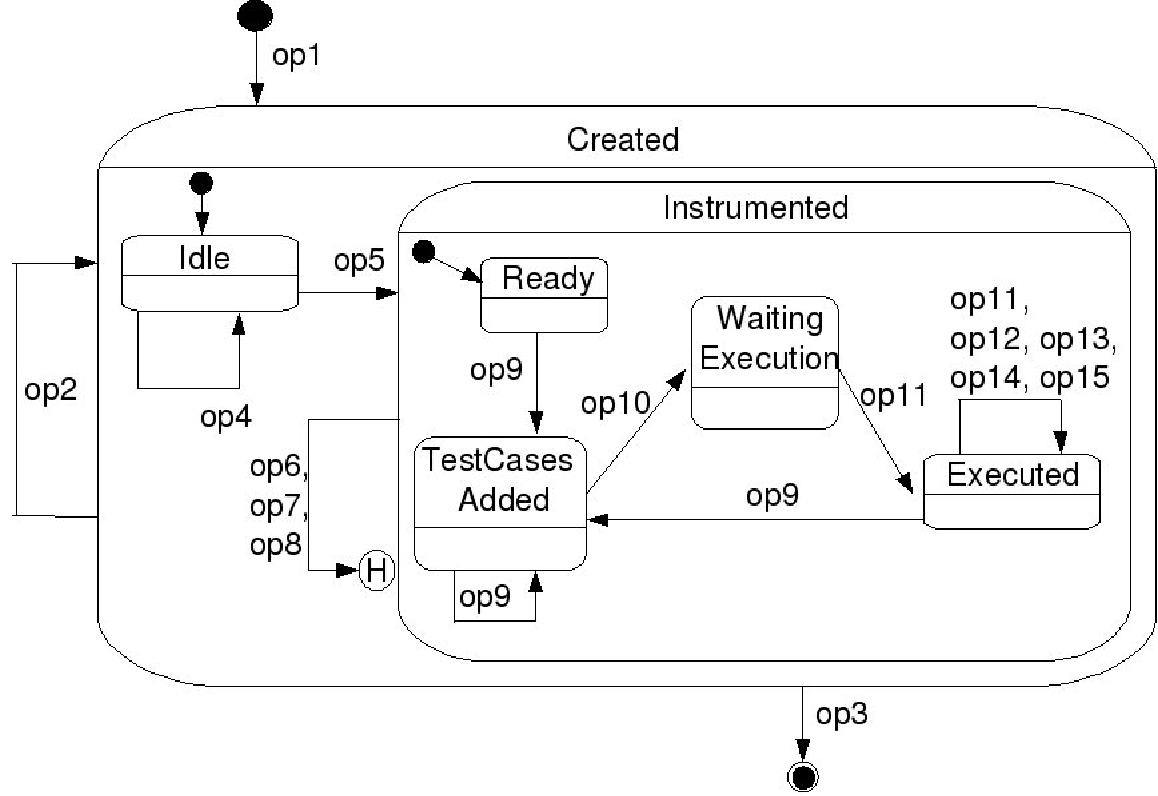 op1
Created
Instrumented
Idle
op5
Ready
op4
op2
op9
Waiting
Execution
op10
op11
op11,
op12, op13,
op14, op15
Executed
op6,
op7,
op8
H
TestCases
Added
op9
op9
op3